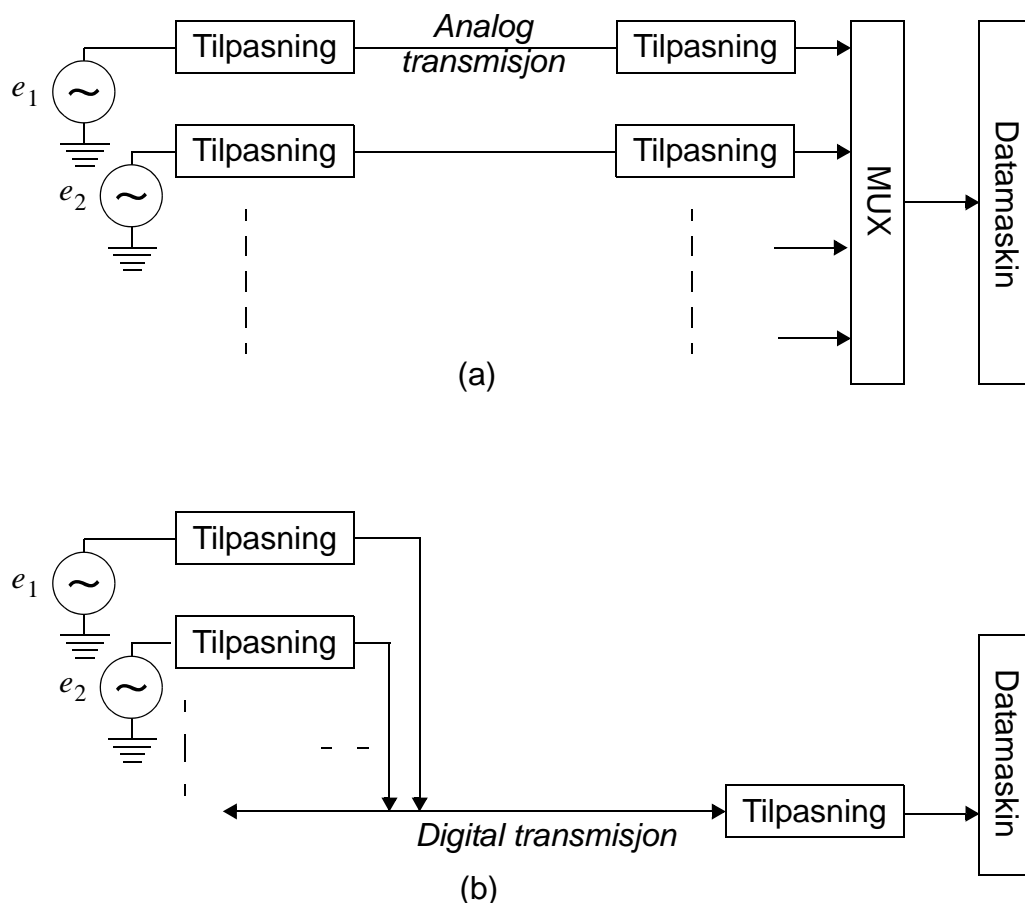 Tilpasning
Analog
transmisjon
Tilpasning
e1
Tilpasning
Tilpasning
e2
MUX
Datamaskin
(a)
Tilpasning
e1
Tilpasning
e2
Datamaskin
Tilpasning
Digital transmisjon
(b)